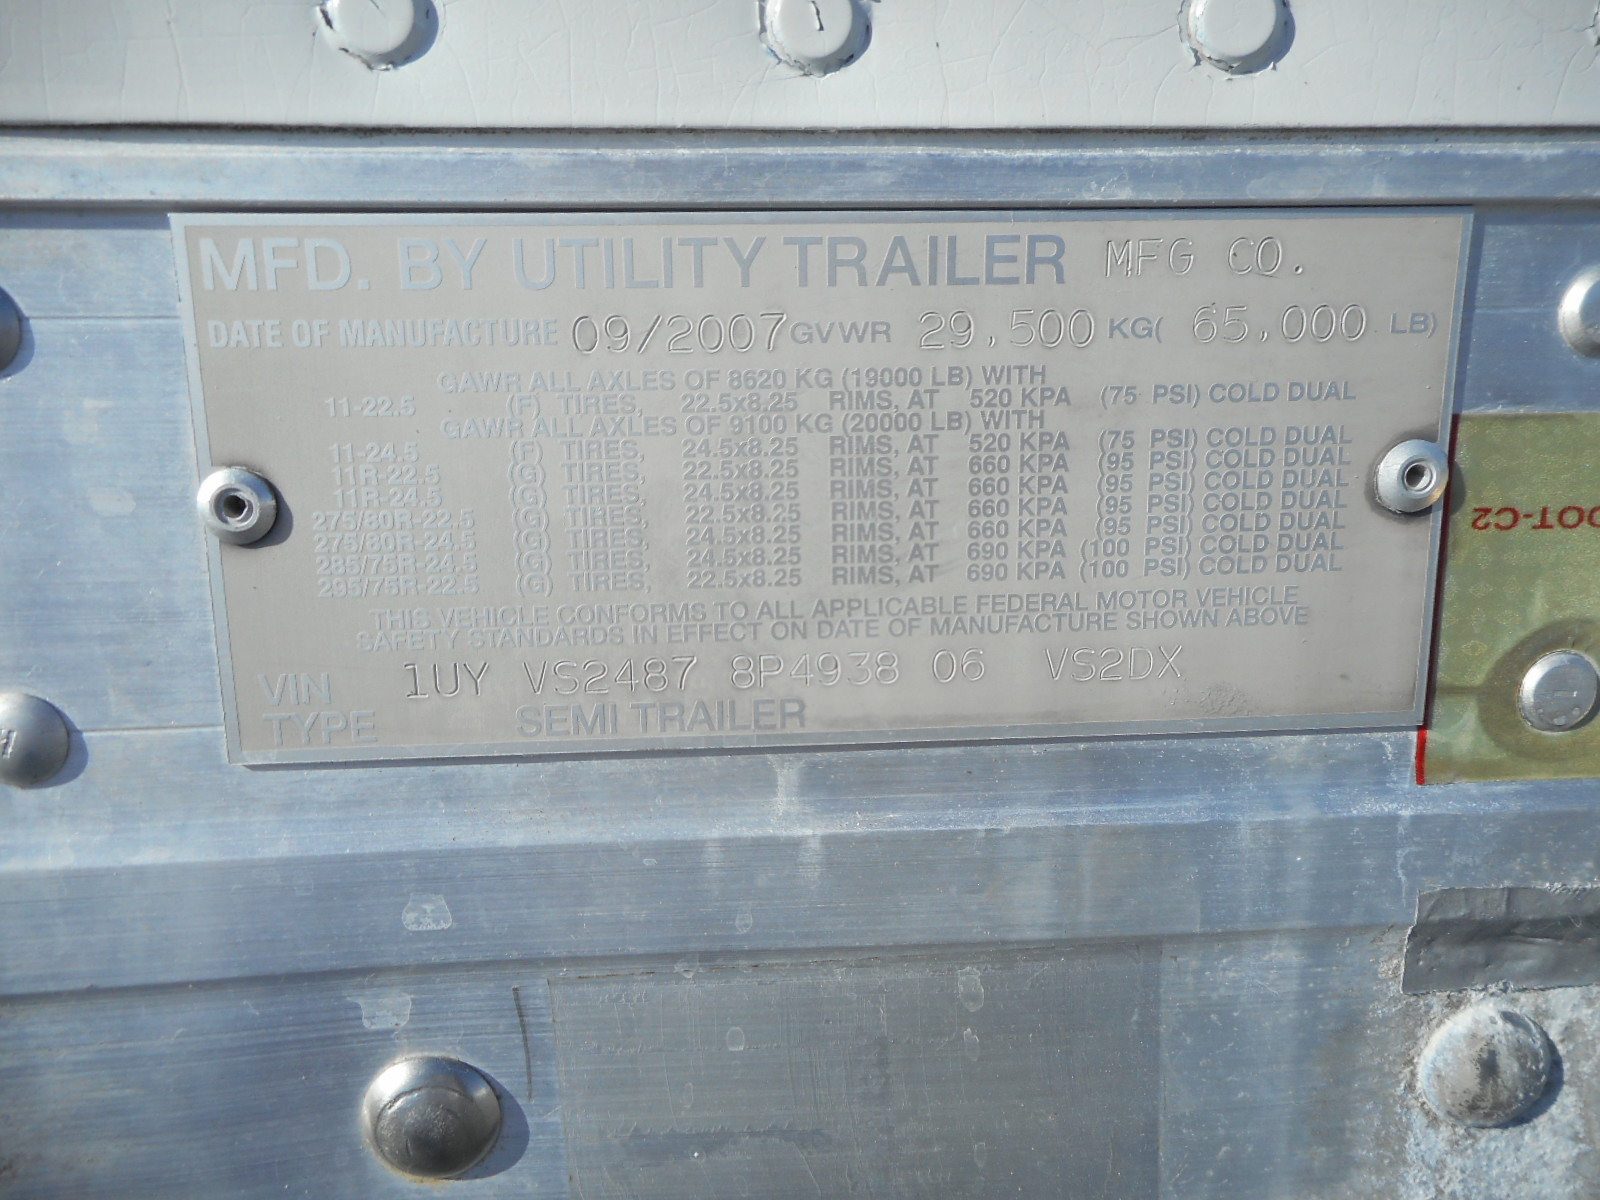 MFD. BY UTILITY TRAILER MFG CO.
DATE OF MANUFACTURE 09/2007 GVWR 29,500 KG( 65,000 LB)
GAWR ALL AXLES OF 8620 KG (19000 LB) WITH
11-22.5 (F) TIRES, 22.5x8.25 RIMS, AT 520 KPA (75 PSI) COLD DUAL
GAWR ALL AXLES OF 9100 KG (20000 LB) WITH
11-24.5 (F) TIRES, 24.5x8.25 RIMS, AT 520 KPA (75 PSI) COLD DUAL
11R-22.5 (G) TIRES, 22.5x8.25 RIMS, AT 660 KPA (95 PSI) COLD DUAL
11R-24.5 (G) TIRES, 24.5x8.25 RIMS, AT 660 KPA (95 PSI) COLD DUAL
275/80R-22.5 (G) TIRES, 22.5x8.25 RIMS, AT 660 KPA (95 PSI) COLD DUAL
275/80R-24.5 (G) TIRES, 24.5x8.25 RIMS, AT 660 KPA (95 PSI) COLD DUAL
285/75R-24.5 (G) TIRES, 24.5x8.25 RIMS, AT 690 KPA (100 PSI) COLD DUAL
295/75R-22.5 (G) TIRES, 22.5x8.25 RIMS, AT 690 KPA (100 PSI) COLD DUAL
THIS VEHICLE CONFORMS TO ALL APPLICABLE FEDERAL MOTOR VEHICLE
SAFETY STANDARDS IN EFFECT ON DATE OF MANUFACTURE SHOWN ABOVE
VIN 1UY VS2487 8P4938 06 VS2DX
TYPE SEMI TRAILER
DOT-C2